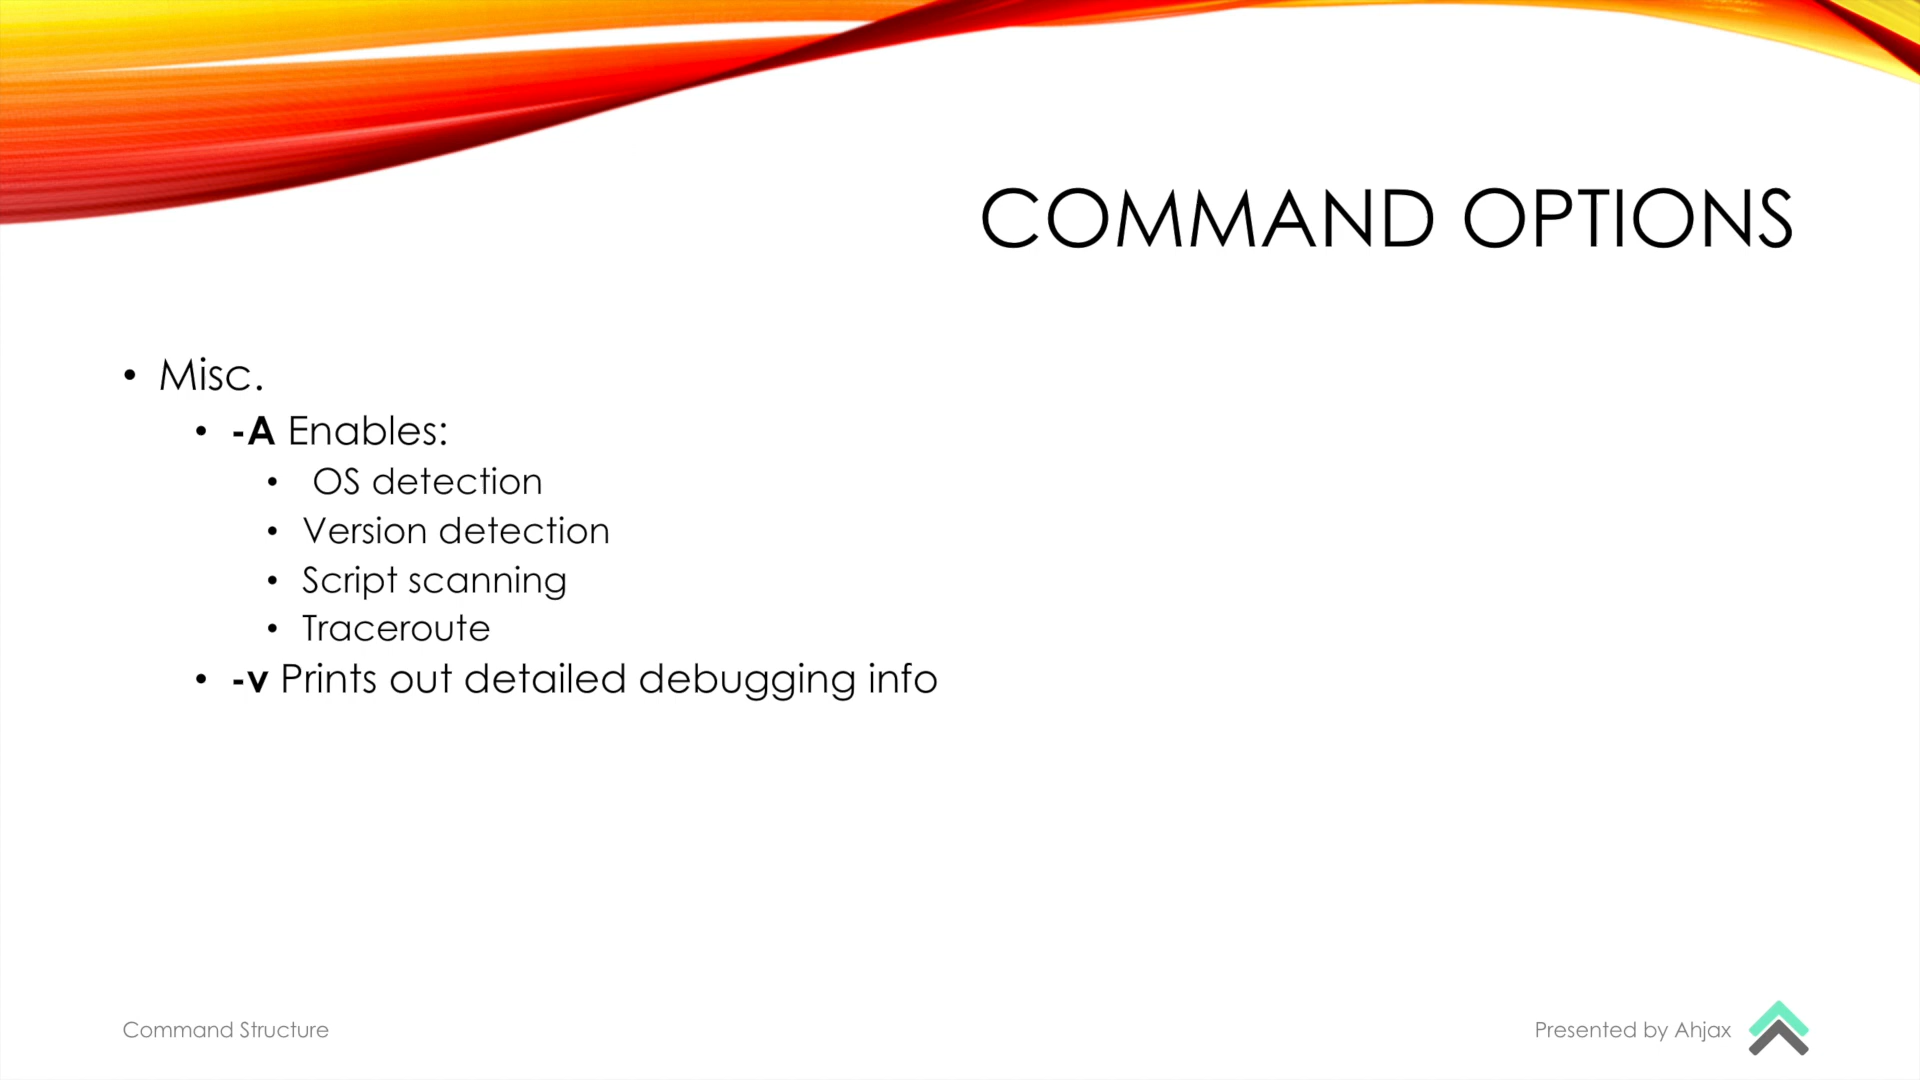 COMMAND OPTIONS
• Misc.
• -A Enables:
• OS detection
• Version detection
• Script scanning
• Traceroute
• -v Prints out detailed debugging info
Command Structure
Presented by Ahjax